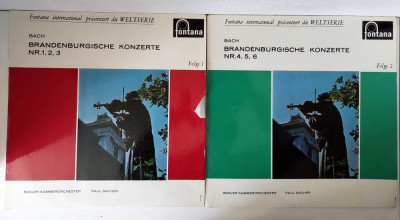 Fontana international präsentiert die WELTSERIE
fontana
BACH
BRANDENBURGISCHE KONZERTE
NR.1, 2, 3
Folge 1
BASLER KAMMERORCHESTER PAUL SACHER
Fontana international präsentiert die WELTSERIE
fontana
BACH
BRANDENBURGISCHE KONZERTE
NR.4, 5, 6
Folge 2
BASLER KAMMERORCHESTER PAUL SACHER